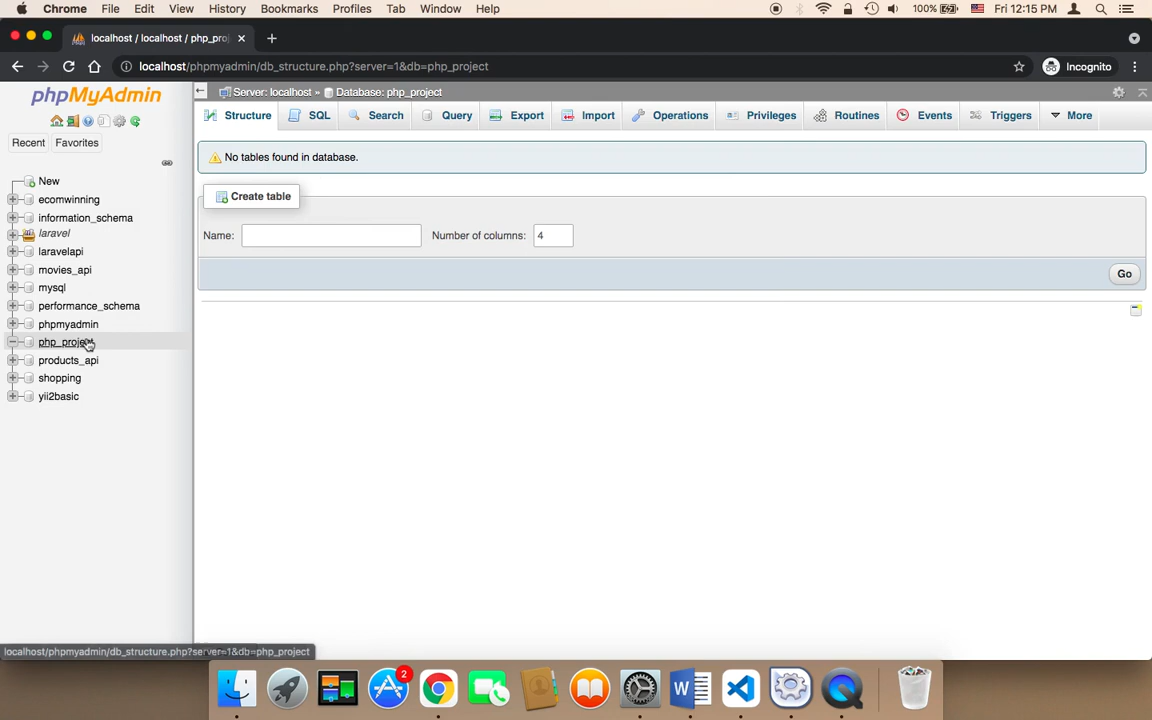 Chrome File Edit View History Bookmarks Profiles Tab Window Help 100% Fri 12:15 PM
localhost / localhost / php_proj
localhost/phpmyadmin/db_structure.php?server=1&db=php_project Incognito
phpMyAdmin
Server: localhost » Database: php_project
Structure SQL Search Query Export Import Operations Privileges Routines Events Triggers More
Recent Favorites
No tables found in database.
New
Create table
ecomwinning
information_schema
laravel
Name: Number of columns: 4
laravelapi
movies_api
Go
mysql
performance_schema
phpmyadmin
php_project
products_api
shopping
yii2basic
localhost/phpmyadmin/db_structure.php?server=1&db=php_project
2